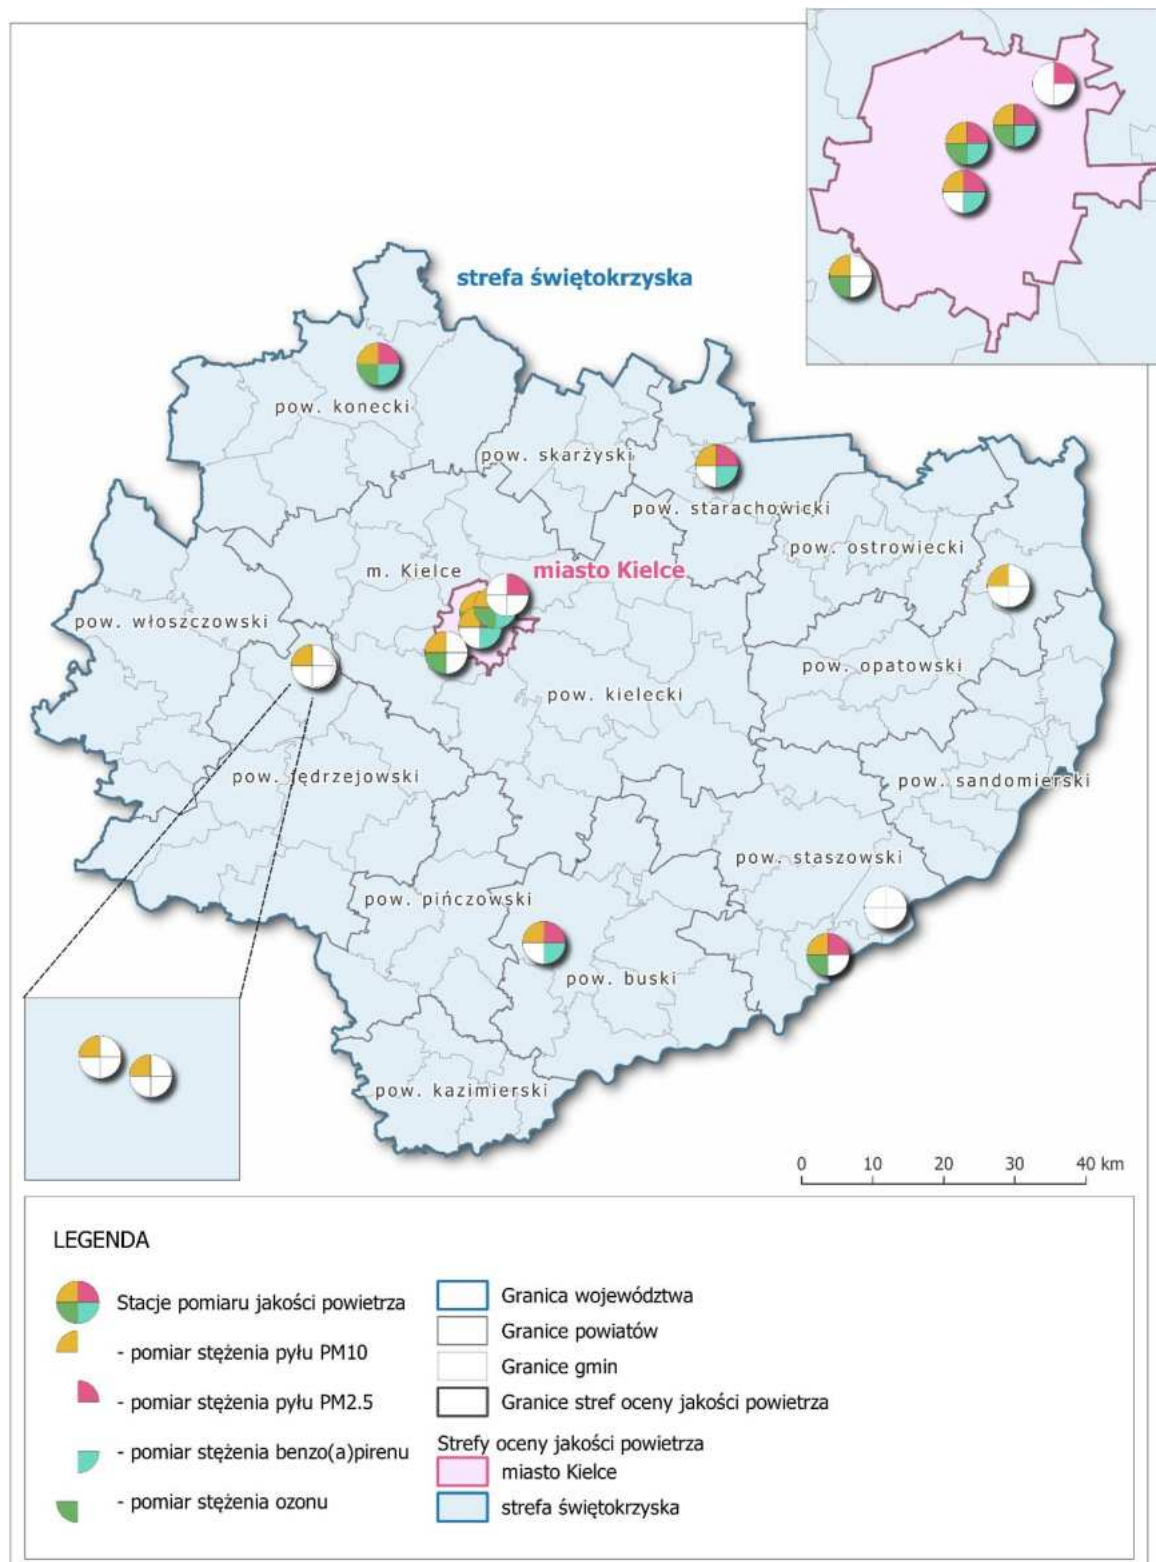 strefa świętokrzyska
pow. konecki
pow. skarżyski
pow. starachowicki
pow. ostrowiecki
m. Kielce
miasto Kielce
pow. włoszczowski
pow. opatowski
pow. kielecki
pow. jędrzejowski
pow. sandomierski
pow. staszowski
pow. pińczowski
pow. buski
pow. kazimierski
0 10 20 30 40 km
LEGENDA
Stacje pomiaru jakości powietrza
- pomiar stężenia pyłu PM10
- pomiar stężenia pyłu PM2.5
- pomiar stężenia benzo(a)pirenu
- pomiar stężenia ozonu
Granica województwa
Granice powiatów
Granice gmin
Granice stref oceny jakości powietrza
Strefy oceny jakości powietrza
miasto Kielce
strefa świętokrzyska